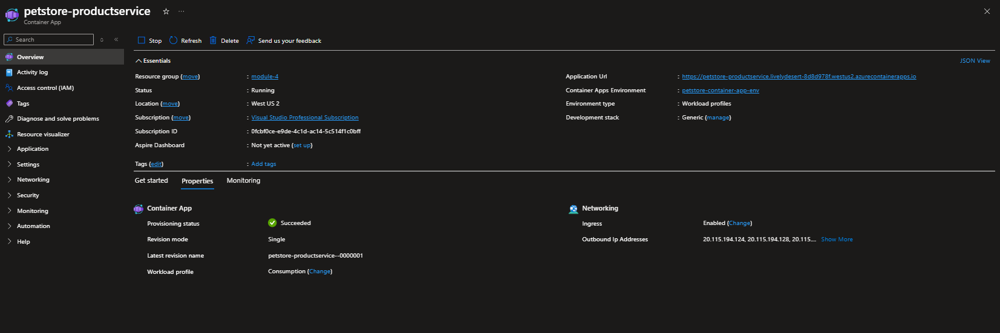 petstore-productservice
Container App
Search
Overview
Activity log
Access control (IAM)
Tags
Diagnose and solve problems
Resource visualizer
Application
Settings
Networking
Security
Monitoring
Automation
Help
Stop Refresh Delete Send us your feedback
Essentials JSON View
Resource group (move) : module-4
Status : Running
Location (move) : West US 2
Subscription (move) : Visual Studio Professional Subscription
Subscription ID : 0fcbf0ce-e9de-4c1d-ac14-5c514f1c0bff
Aspire Dashboard : Not yet active (set up)
Tags (edit) : Add tags
Application Url : https://petstore-productservice.livelydesert-8d8d978f.westus2.azurecontainerapps.io
Container Apps Environment : petstore-container-app-env
Environment type : Workload profiles
Development stack : Generic (manage)
Get started Properties Monitoring
Container App
Provisioning status Succeeded
Revision mode Single
Latest revision name petstore-productservice--0000001
Workload profile Consumption (Change)
Networking
Ingress Enabled (Change)
Outbound Ip Addresses 20.115.194.124, 20.115.194.128, 20.115.... Show More